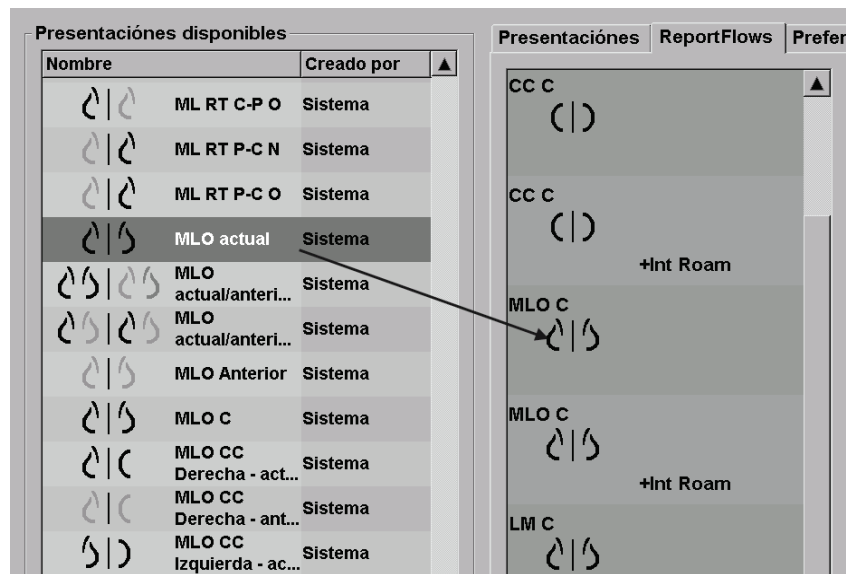 Presentaciónes disponibles
Nombre
Creado por
ML RT C-P O
Sistema
ML RT P-C N
Sistema
ML RT P-C O
Sistema
MLO actual
Sistema
MLO
actual/anteri...
Sistema
MLO
actual/anteri...
Sistema
MLO Anterior
Sistema
MLO C
Sistema
MLO CC
Derecha - act...
Sistema
MLO CC
Derecha - ant...
Sistema
MLO CC
Izquierda - ac...
Sistema
Presentaciónes
ReportFlows
Prefer
CC C
CC C
+Int Roam
MLO C
MLO C
+Int Roam
LM C